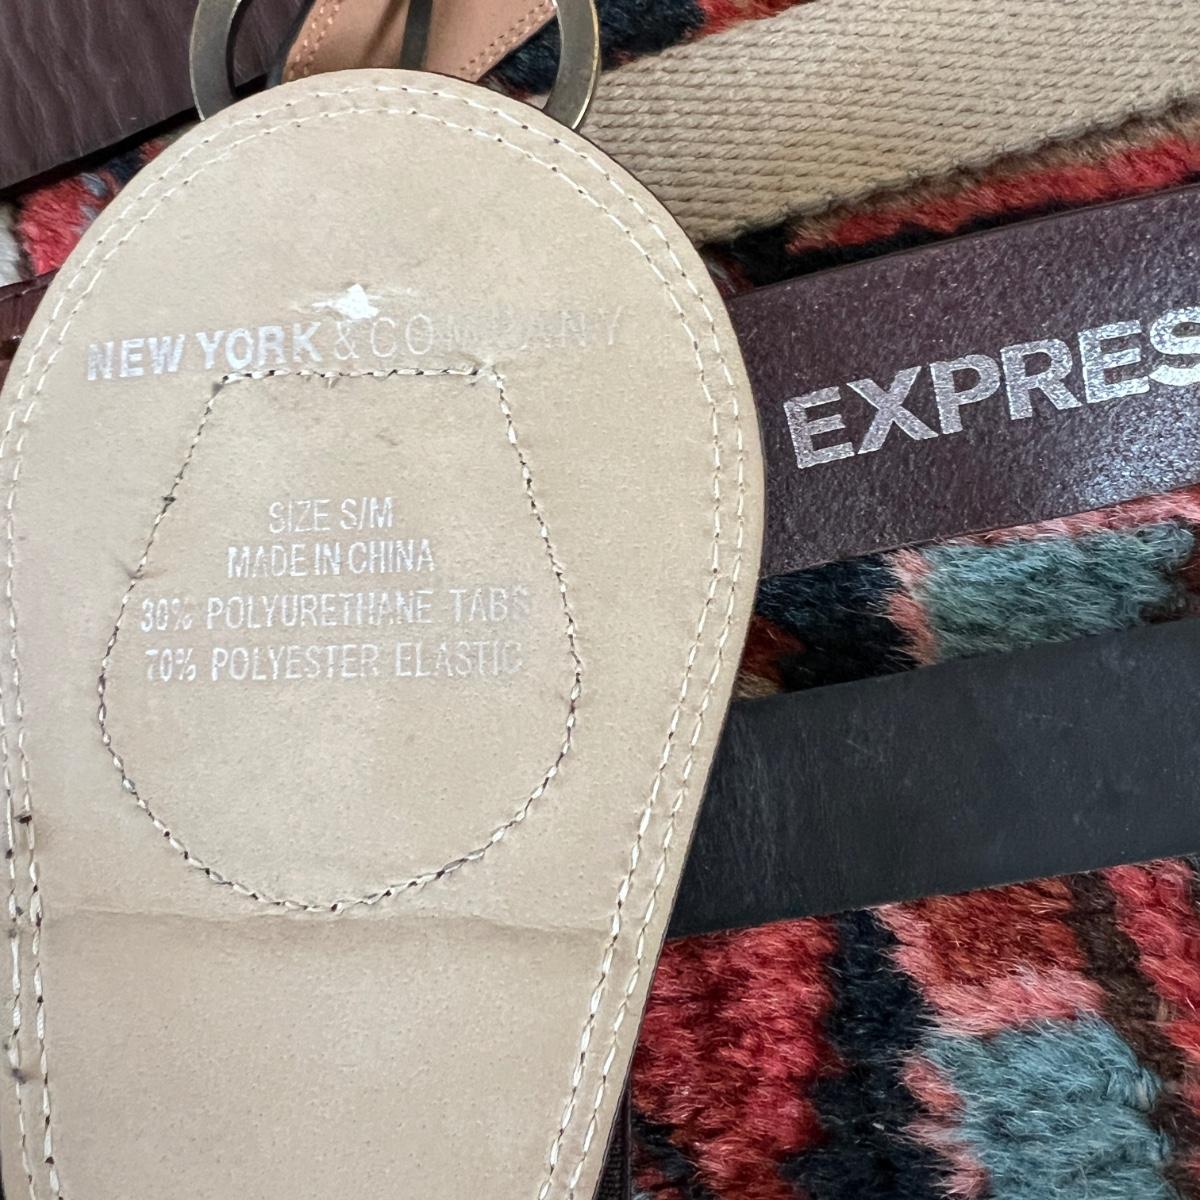 NEW YORK & COMPANY
SIZE S/M
MADE IN CHINA
30% POLYURETHANE TABS
70% POLYESTER ELASTIC
EXPRES